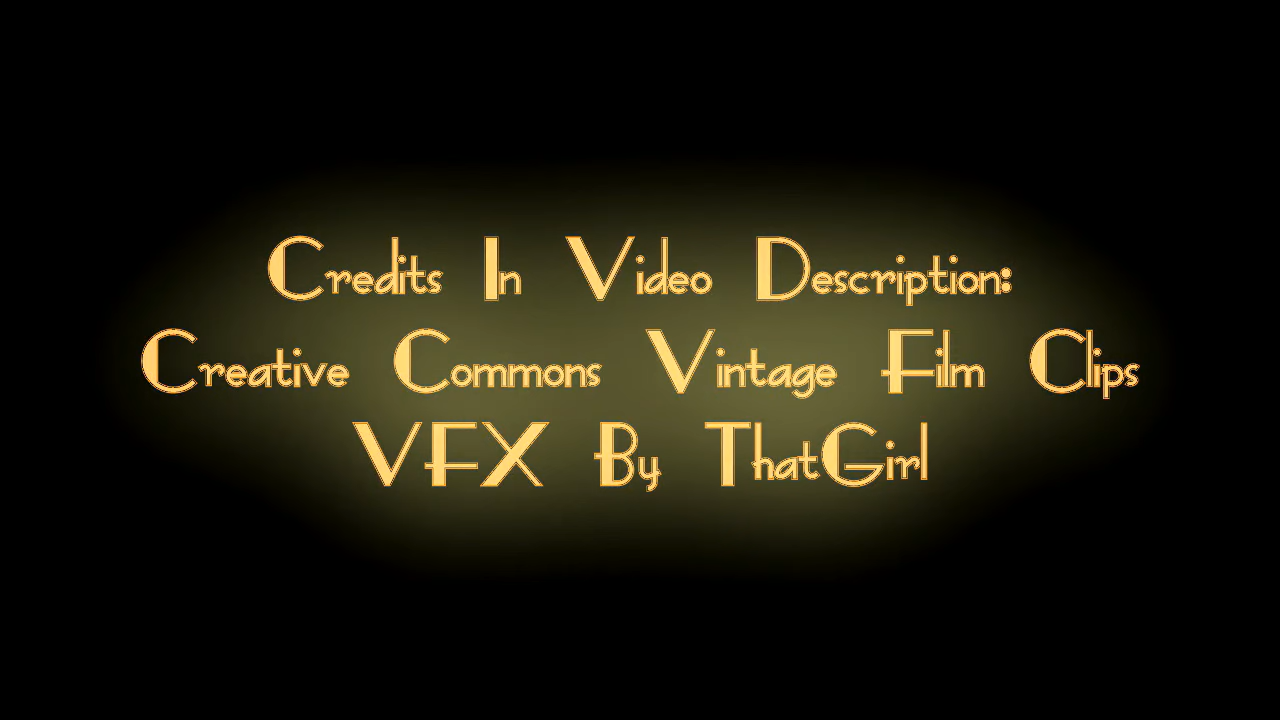 Credits In Video Description:
Creative Commons Vintage Film Clips
VFX By ThatGirl